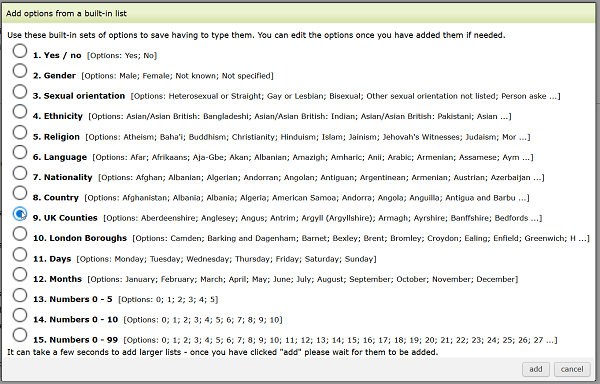 Add options from a built-in list
Use these built-in sets of options to save having to type them. You can edit the options once you have added them if needed.
1. Yes / no [Options: Yes; No]
2. Gender [Options: Male; Female; Not known; Not specified]
3. Sexual orientation [Options: Heterosexual or Straight; Gay or Lesbian; Bisexual; Other sexual orientation not listed; Person aske ...]
4. Ethnicity [Options: Asian/Asian British: Bangladeshi; Asian/Asian British: Indian; Asian/Asian British: Pakistani; Asian ...]
5. Religion [Options: Atheism; Baha'i; Buddhism; Christianity; Hinduism; Islam; Jainism; Jehovah's Witnesses; Judaism; Mor ...]
6. Language [Options: Afar; Afrikaans; Aja-Gbe; Akan; Albanian; Amazigh; Amharic; Anii; Arabic; Armenian; Assamese; Aym ...]
7. Nationality [Options: Afghan; Albanian; Algerian; Andorran; Angolan; Antiguan; Argentinean; Armenian; Austrian; Azerbaijan ...]
8. Country [Options: Afghanistan; Albania; Albania; Algeria; American Samoa; Andorra; Angola; Anguilla; Antigua and Barbu ...]
9. UK Counties [Options: Aberdeenshire; Anglesey; Angus; Antrim; Argyll (Argyllshire); Armagh; Ayrshire; Banffshire; Bedfords ...]
10. London Boroughs [Options: Camden; Barking and Dagenham; Barnet; Bexley; Brent; Bromley; Croydon; Ealing; Enfield; Greenwich; H ...]
11. Days [Options: Monday; Tuesday; Wednesday; Thursday; Friday; Saturday; Sunday]
12. Months [Options: January; February; March; April; May; June; July; August; September; October; November; December]
13. Numbers 0 - 5 [Options: 0; 1; 2; 3; 4; 5]
14. Numbers 0 - 10 [Options: 0; 1; 2; 3; 4; 5; 6; 7; 8; 9; 10]
15. Numbers 0 - 99 [Options: 0; 1; 2; 3; 4; 5; 6; 7; 8; 9; 10; 11; 12; 13; 14; 15; 16; 17; 18; 19; 20; 21; 22; 23; 24; 25; 26; 27 ...]
It can take a few seconds to add larger lists - once you have clicked "add" please wait for them to be added.
add cancel